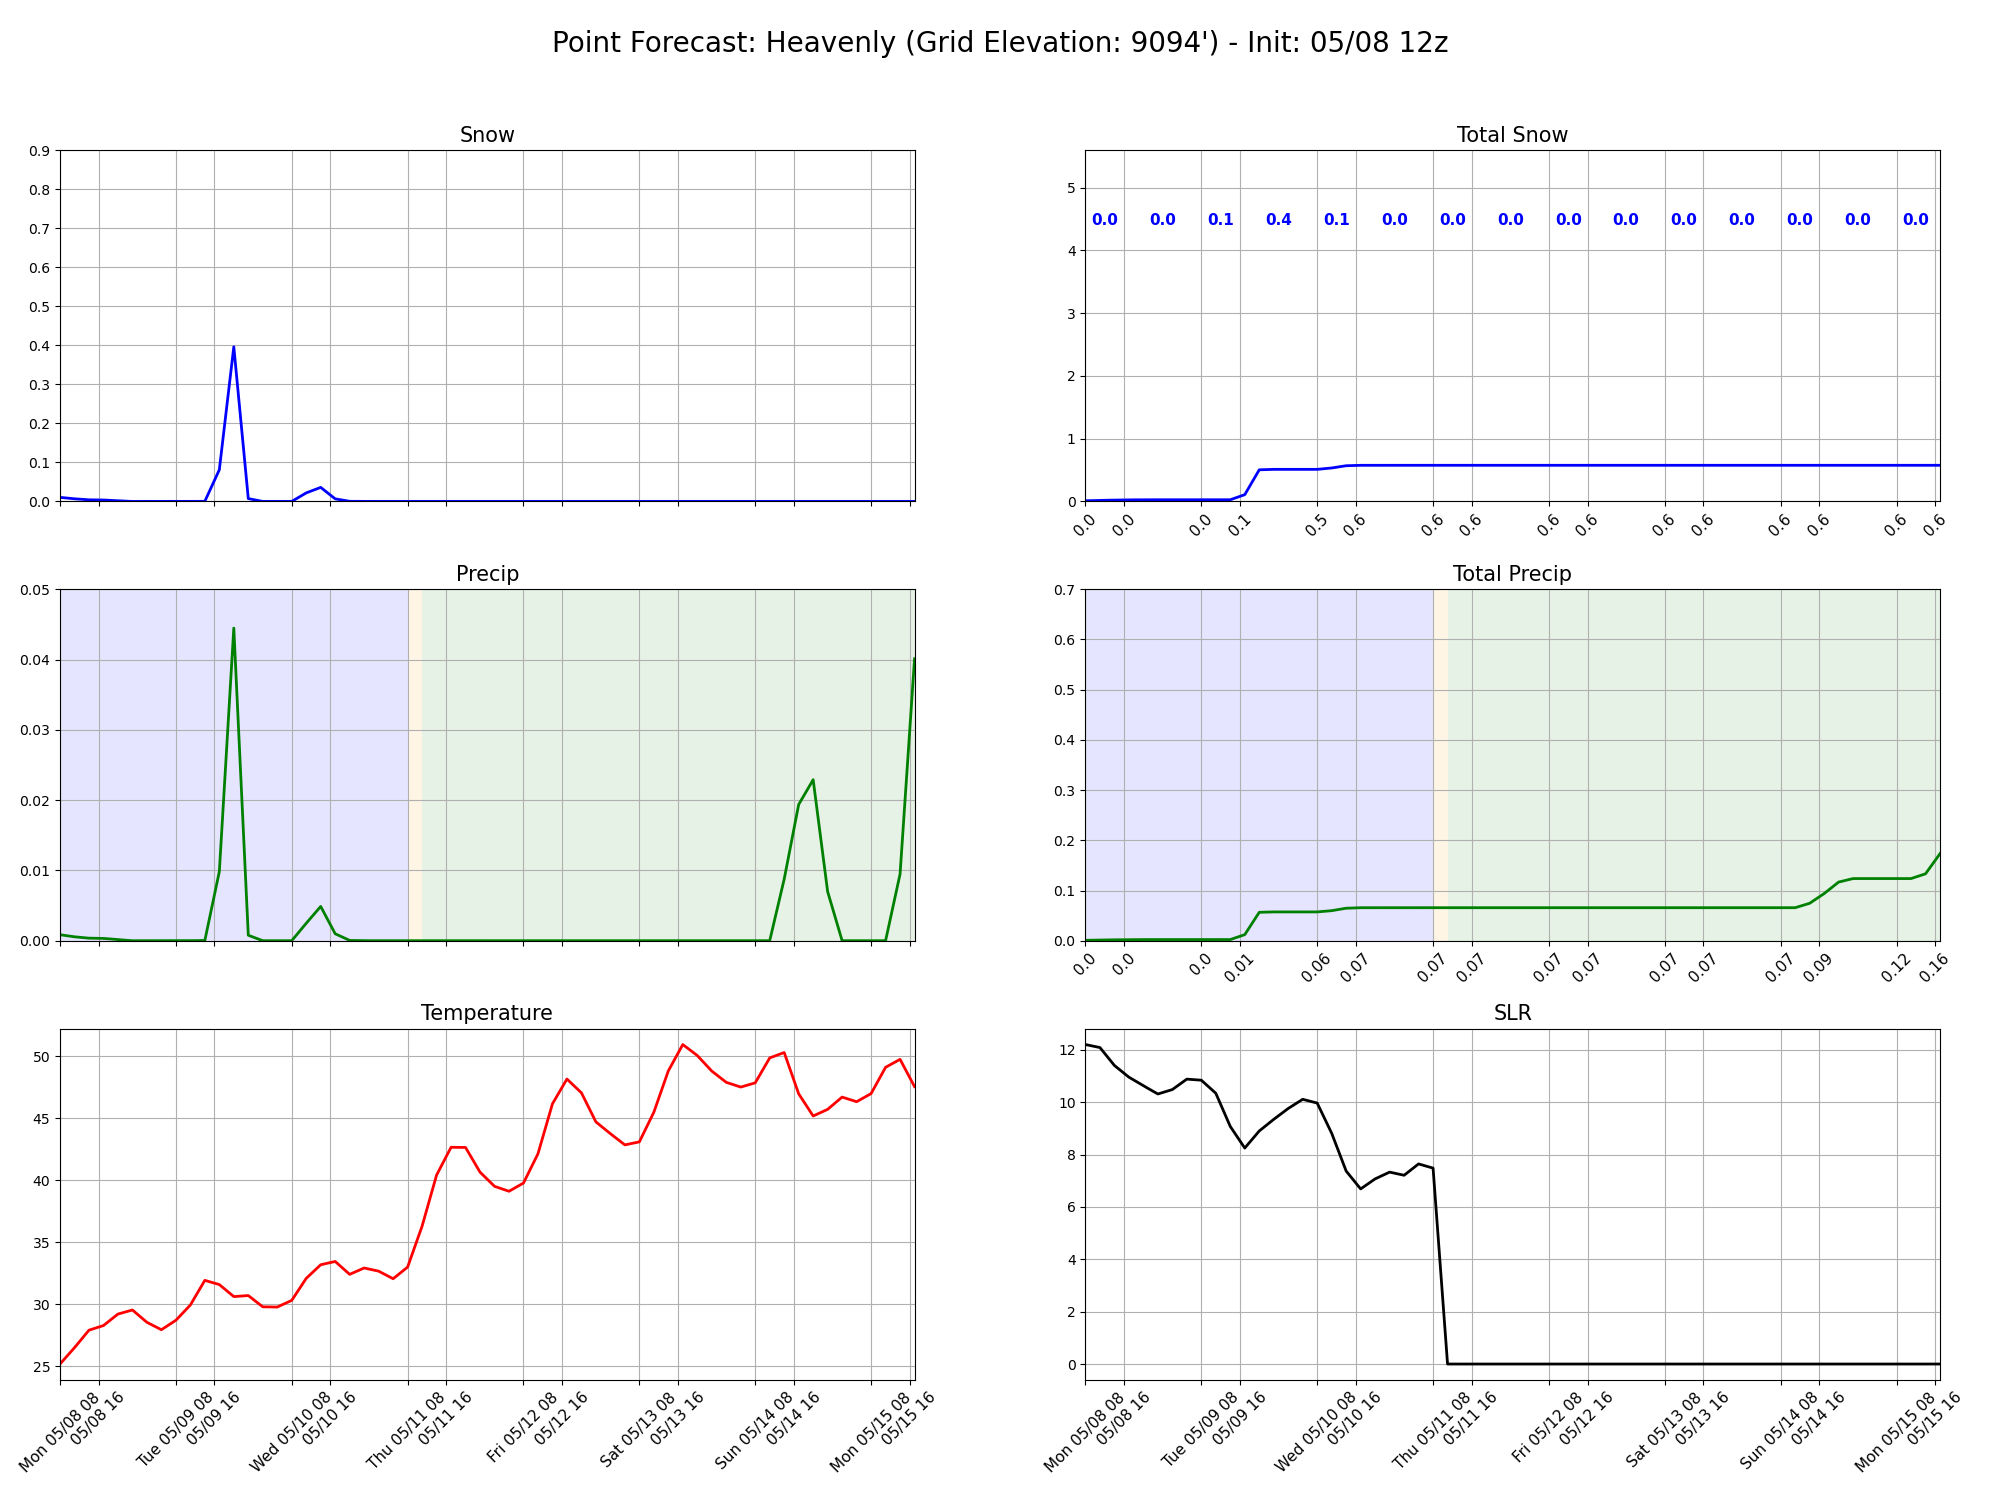 Point Forecast: Heavenly (Grid Elevation: 9094') - Init: 05/08 12z
Snow
0.9
0.8
0.7
0.6
0.5
0.4
0.3
0.2
0.1
0.0
Total Snow
5
4
3
2
1
0
0.0 0.0 0.1 0.4 0.1 0.0 0.0 0.0 0.0 0.0 0.0 0.0 0.0 0.0 0.0
0.0 0.0 0.0 0.1 0.5 0.6 0.6 0.6 0.6 0.6 0.6 0.6 0.6 0.6 0.6 0.6
Precip
0.05
0.04
0.03
0.02
0.01
0.00
Total Precip
0.7
0.6
0.5
0.4
0.3
0.2
0.1
0.0
0.0 0.0 0.0 0.01 0.06 0.07 0.07 0.07 0.07 0.07 0.07 0.07 0.07 0.09 0.12 0.16
Temperature
50
45
40
35
30
25
Mon 05/08 08
05/08 16
Tue 05/09 08
05/09 16
Wed 05/10 08
05/10 16
Thu 05/11 08
05/11 16
Fri 05/12 08
05/12 16
Sat 05/13 08
05/13 16
Sun 05/14 08
05/14 16
Mon 05/15 08
05/15 16
SLR
12
10
8
6
4
2
0
Mon 05/08 08
05/08 16
Tue 05/09 08
05/09 16
Wed 05/10 08
05/10 16
Thu 05/11 08
05/11 16
Fri 05/12 08
05/12 16
Sat 05/13 08
05/13 16
Sun 05/14 08
05/14 16
Mon 05/15 08
05/15 16